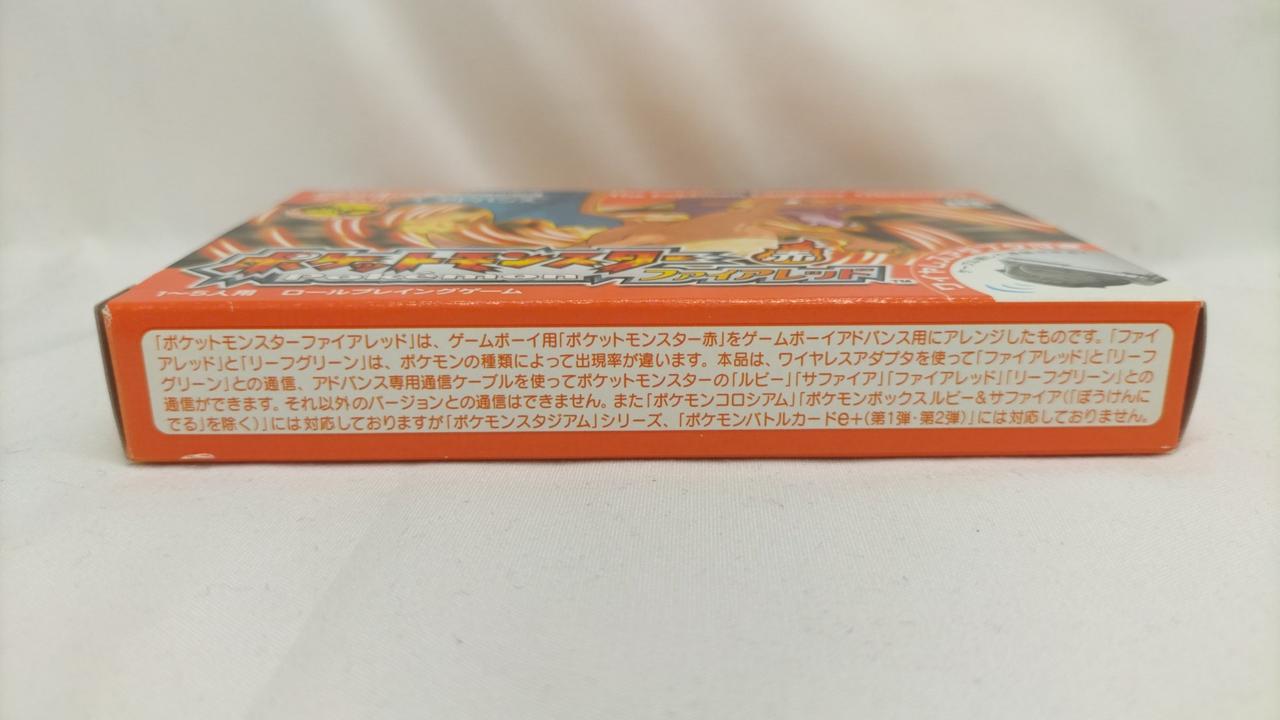 ポケットモンスター
ファイアレッド™
1～5人用 ロールプレイングゲーム
「ポケットモンスターファイアレッド」は、ゲームボーイ用「ポケットモンスター赤」をゲームボーイアドバンス用にアレンジしたものです。「ファイ
アレッド」と「リーフグリーン」は、ポケモンの種類によって出現率が違います。本品は、ワイヤレスアダプタを使って「ファイアレッド」と「リーフ
グリーン」との通信、アドバンス専用通信ケーブルを使ってポケットモンスターの「ルビー」「サファイア」「ファイアレッド」「リーフグリーン」との
通信ができます。それ以外のバージョンとの通信はできません。また「ポケモンコロシアム」「ポケモンボックスルビー&サファイア(「ぼうけんに
でる」を除く)」には対応しておりますが「ポケモンスタジアム」シリーズ、「ポケモンバトルカードe+(第1弾・第2弾)」には対応しておりません。